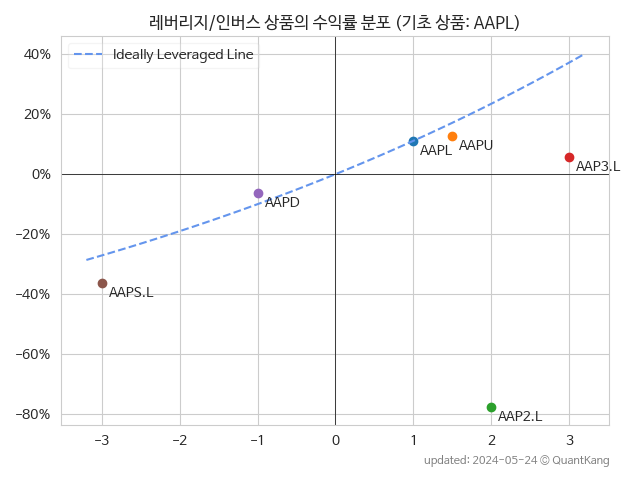 레버리지/인버스 상품의 수익률 분포 (기초 상품: AAPL)
40%
Ideally Leveraged Line
20%
AAPL
AAPU
AAP3.L
0%
AAPD
-20%
AAPS.L
-40%
-60%
-80%
AAP2.L
-3 -2 -1 0 1 2 3
updated: 2024-05-24 © QuantKang